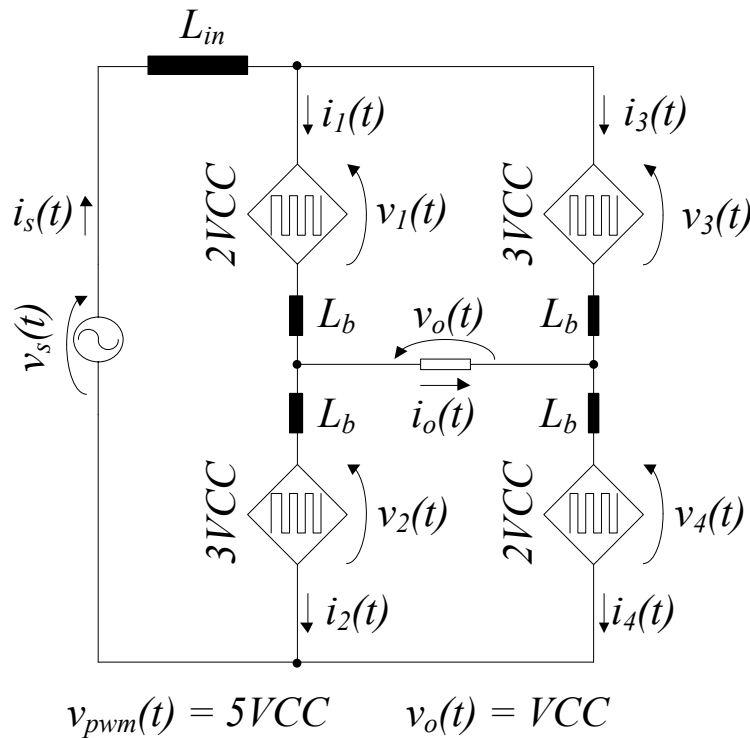 L_in
i_1(t)
i_3(t)
2VCC
v_1(t)
3VCC
v_3(t)
i_s(t)
v_s(t)
L_b
v_o(t)
L_b
i_o(t)
L_b
L_b
3VCC
v_2(t)
2VCC
v_4(t)
i_2(t)
i_4(t)
v_pwm(t) = 5VCC
v_o(t) = VCC